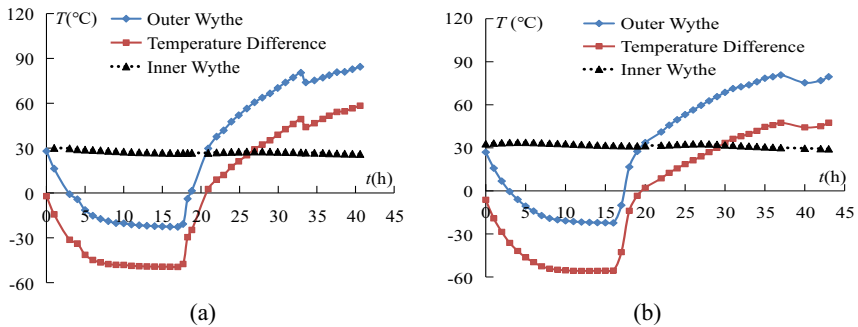 T(°C)
Outer Wythe
Temperature Difference
Inner Wythe
120
90
60
30
0
-30
-60
0 5 10 15 20 25 30 35 40 45
t(h)
(a)
T (°C)
Outer Wythe
Temperature Difference
Inner Wythe
120
90
60
30
0
-30
-60
0 5 10 15 20 25 30 35 40 45
t(h)
(b)